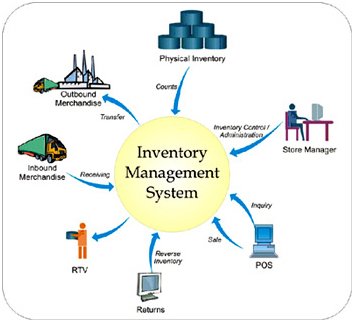 Physical Inventory
Counts
Outbound
Merchandise
Transfer
Inventory Control /
Administration
Store Manager
Inbound
Merchandise
Receiving
Inventory
Management
System
Inquiry
Sale
POS
RTV
Reverse
Inventory
Returns